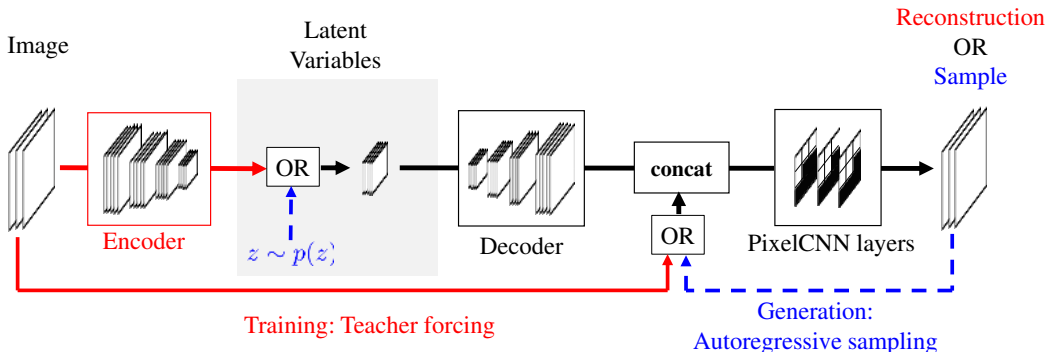 Reconstruction
OR
Sample
Image
Latent
Variables
OR
concat
Encoder
z ∼ p(z)
Decoder
OR
PixelCNN layers
Training: Teacher forcing
Generation:
Autoregressive sampling